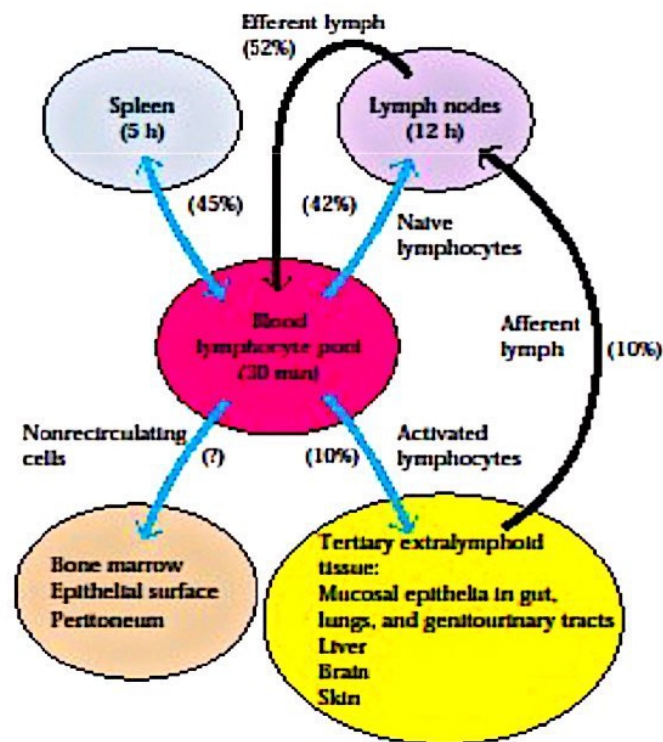 Efferent lymph
(52%)
Spleen
(5 h)
Lymph nodes
(12 h)
(45%)
(42%)
Naive
lymphocytes
Blood
lymphocyte pool
(30 min)
Afferent
lymph
(10%)
Nonrecirculating
cells
(?)
(10%)
Activated
lymphocytes
Bone marrow
Epithelial surface
Peritoneum
Tertiary extralymphoid
tissue:
Mucosal epithelia in gut,
lungs, and genitourinary tracts
Liver
Brain
Skin